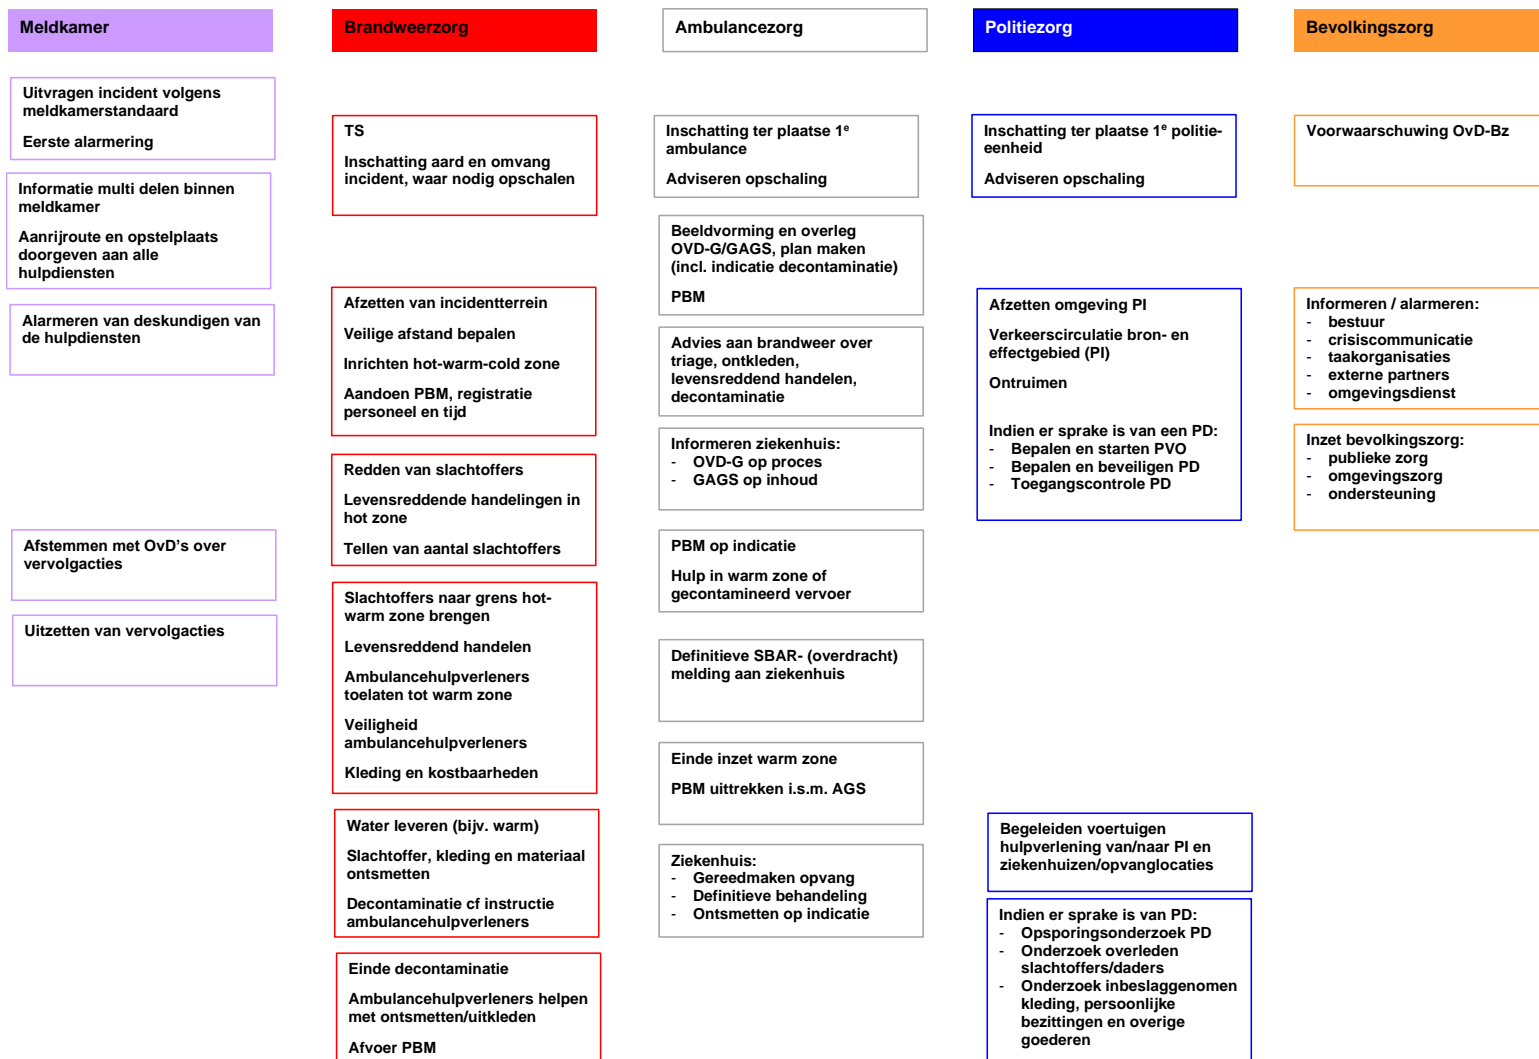 Meldkamer
Uitvragen incident volgens
meldkamerstandaard
Eerste alarmering
Informatie multi delen binnen
meldkamer
Aanrijroute en opstelplaats
doorgeven aan alle
hulpdiensten
Alarmeren van deskundigen van
de hulpdiensten
Afstemmen met OvD's over
vervolgacties
Uitzetten van vervolgacties
Brandweerzorg
TS
Inschatting aard en omvang
incident, waar nodig opschalen
Afzetten van incidentterrein
Veilige afstand bepalen
Inrichten hot-warm-cold zone
Aandoen PBM, registratie
personeel en tijd
Redden van slachtoffers
Levensreddende handelingen in
hot zone
Tellen van aantal slachtoffers
Slachtoffers naar grens hot-
warm zone brengen
Levensreddend handelen
Ambulancehulpverleners
toelaten tot warm zone
Veiligheid
ambulancehulpverleners
Kleding en kostbaarheden
Water leveren (bijv. warm)
Slachtoffer, kleding en materiaal
ontsmetten
Decontaminatie cf instructie
ambulancehulpverleners
Einde decontaminatie
Ambulancehulpverleners helpen
met ontsmetten/uitkleden
Afvoer PBM
Ambulancezorg
Inschatting ter plaatse 1e
ambulance
Adviseren opschaling
Beeldvorming en overleg
OVD-G/GAGS, plan maken
(incl. indicatie decontaminatie)
PBM
Advies aan brandweer over
triage, ontkleden,
levensreddend handelen,
decontaminatie
Informeren ziekenhuis:
- OVD-G op proces
- GAGS op inhoud
PBM op indicatie
Hulp in warm zone of
gecontamineerd vervoer
Definitieve SBAR- (overdracht)
melding aan ziekenhuis
Einde inzet warm zone
PBM uittrekken i.s.m. AGS
Ziekenhuis:
- Gereedmaken opvang
- Definitieve behandeling
- Ontsmetten op indicatie
Politiezorg
Inschatting ter plaatse 1e politie-
eenheid
Adviseren opschaling
Afzetten omgeving PI
Verkeerscirculatie bron- en
effectgebied (PI)
Ontruimen
Indien er sprake is van een PD:
- Bepalen en starten PVO
- Bepalen en beveiligen PD
- Toegangscontrole PD
Begeleiden voertuigen
hulpverlening van/naar PI en
ziekenhuizen/opvanglocaties
Indien er sprake is van PD:
- Opsporingsonderzoek PD
- Onderzoek overleden
slachtoffers/daders
- Onderzoek inbeslaggenomen
kleding, persoonlijke
bezittingen en overige
goederen
Bevolkingszorg
Voorwaarschuwing OvD-Bz
Informeren / alarmeren:
- bestuur
- crisiscommunicatie
- taakorganisaties
- externe partners
- omgevingsdienst
Inzet bevolkingszorg:
- publieke zorg
- omgevingszorg
- ondersteuning